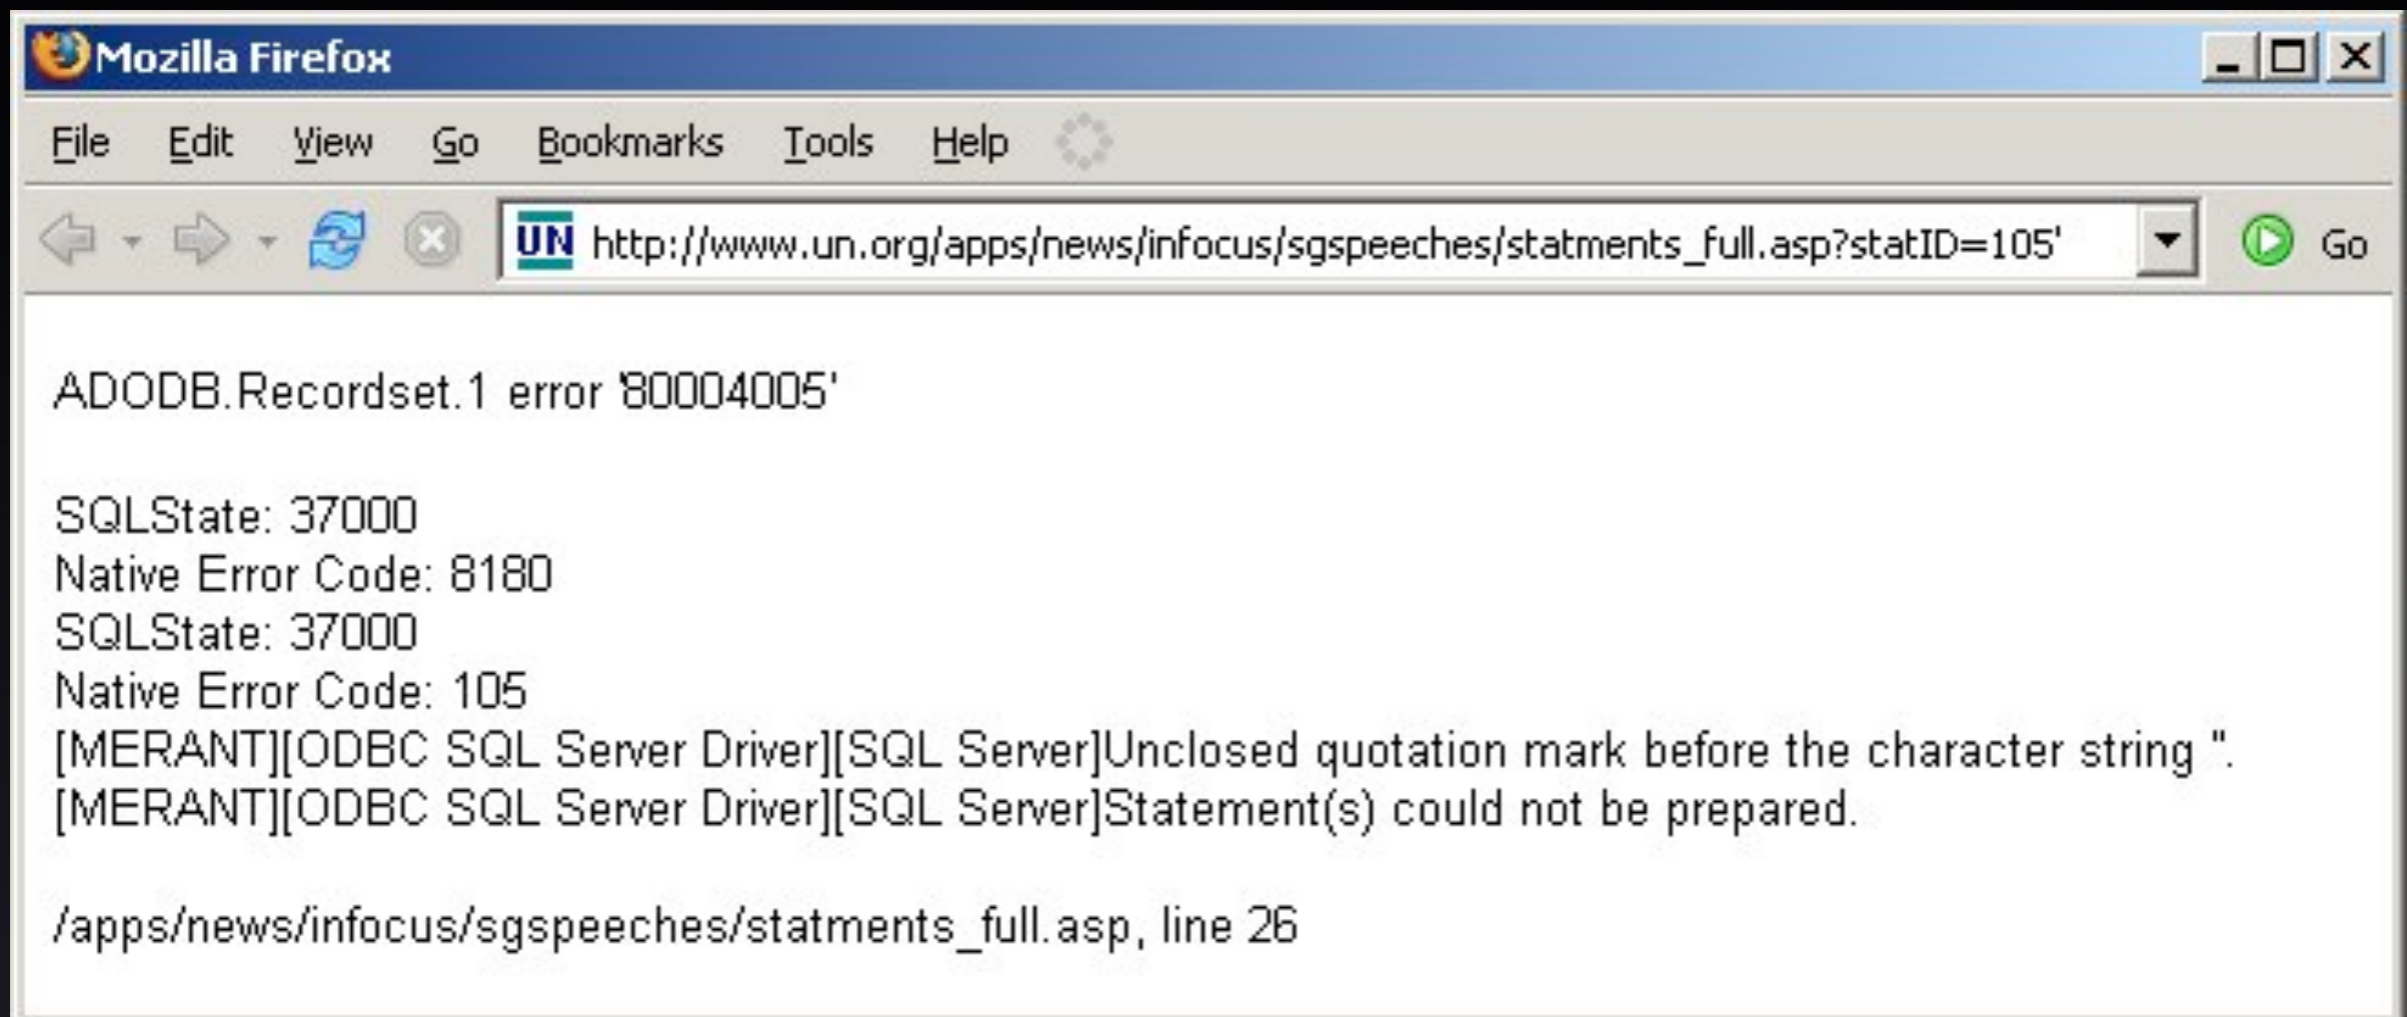 Mozilla Firefox
File Edit View Go Bookmarks Tools Help
UN http://www.un.org/apps/news/infocus/sgspeeches/statments_full.asp?statID=105' Go
ADODB.Recordset.1 error '80004005'
SQLState: 37000
Native Error Code: 8180
SQLState: 37000
Native Error Code: 105
[MERANT][ODBC SQL Server Driver][SQL Server]Unclosed quotation mark before the character string ''.
[MERANT][ODBC SQL Server Driver][SQL Server]Statement(s) could not be prepared.
/apps/news/infocus/sgspeeches/statments_full.asp, line 26